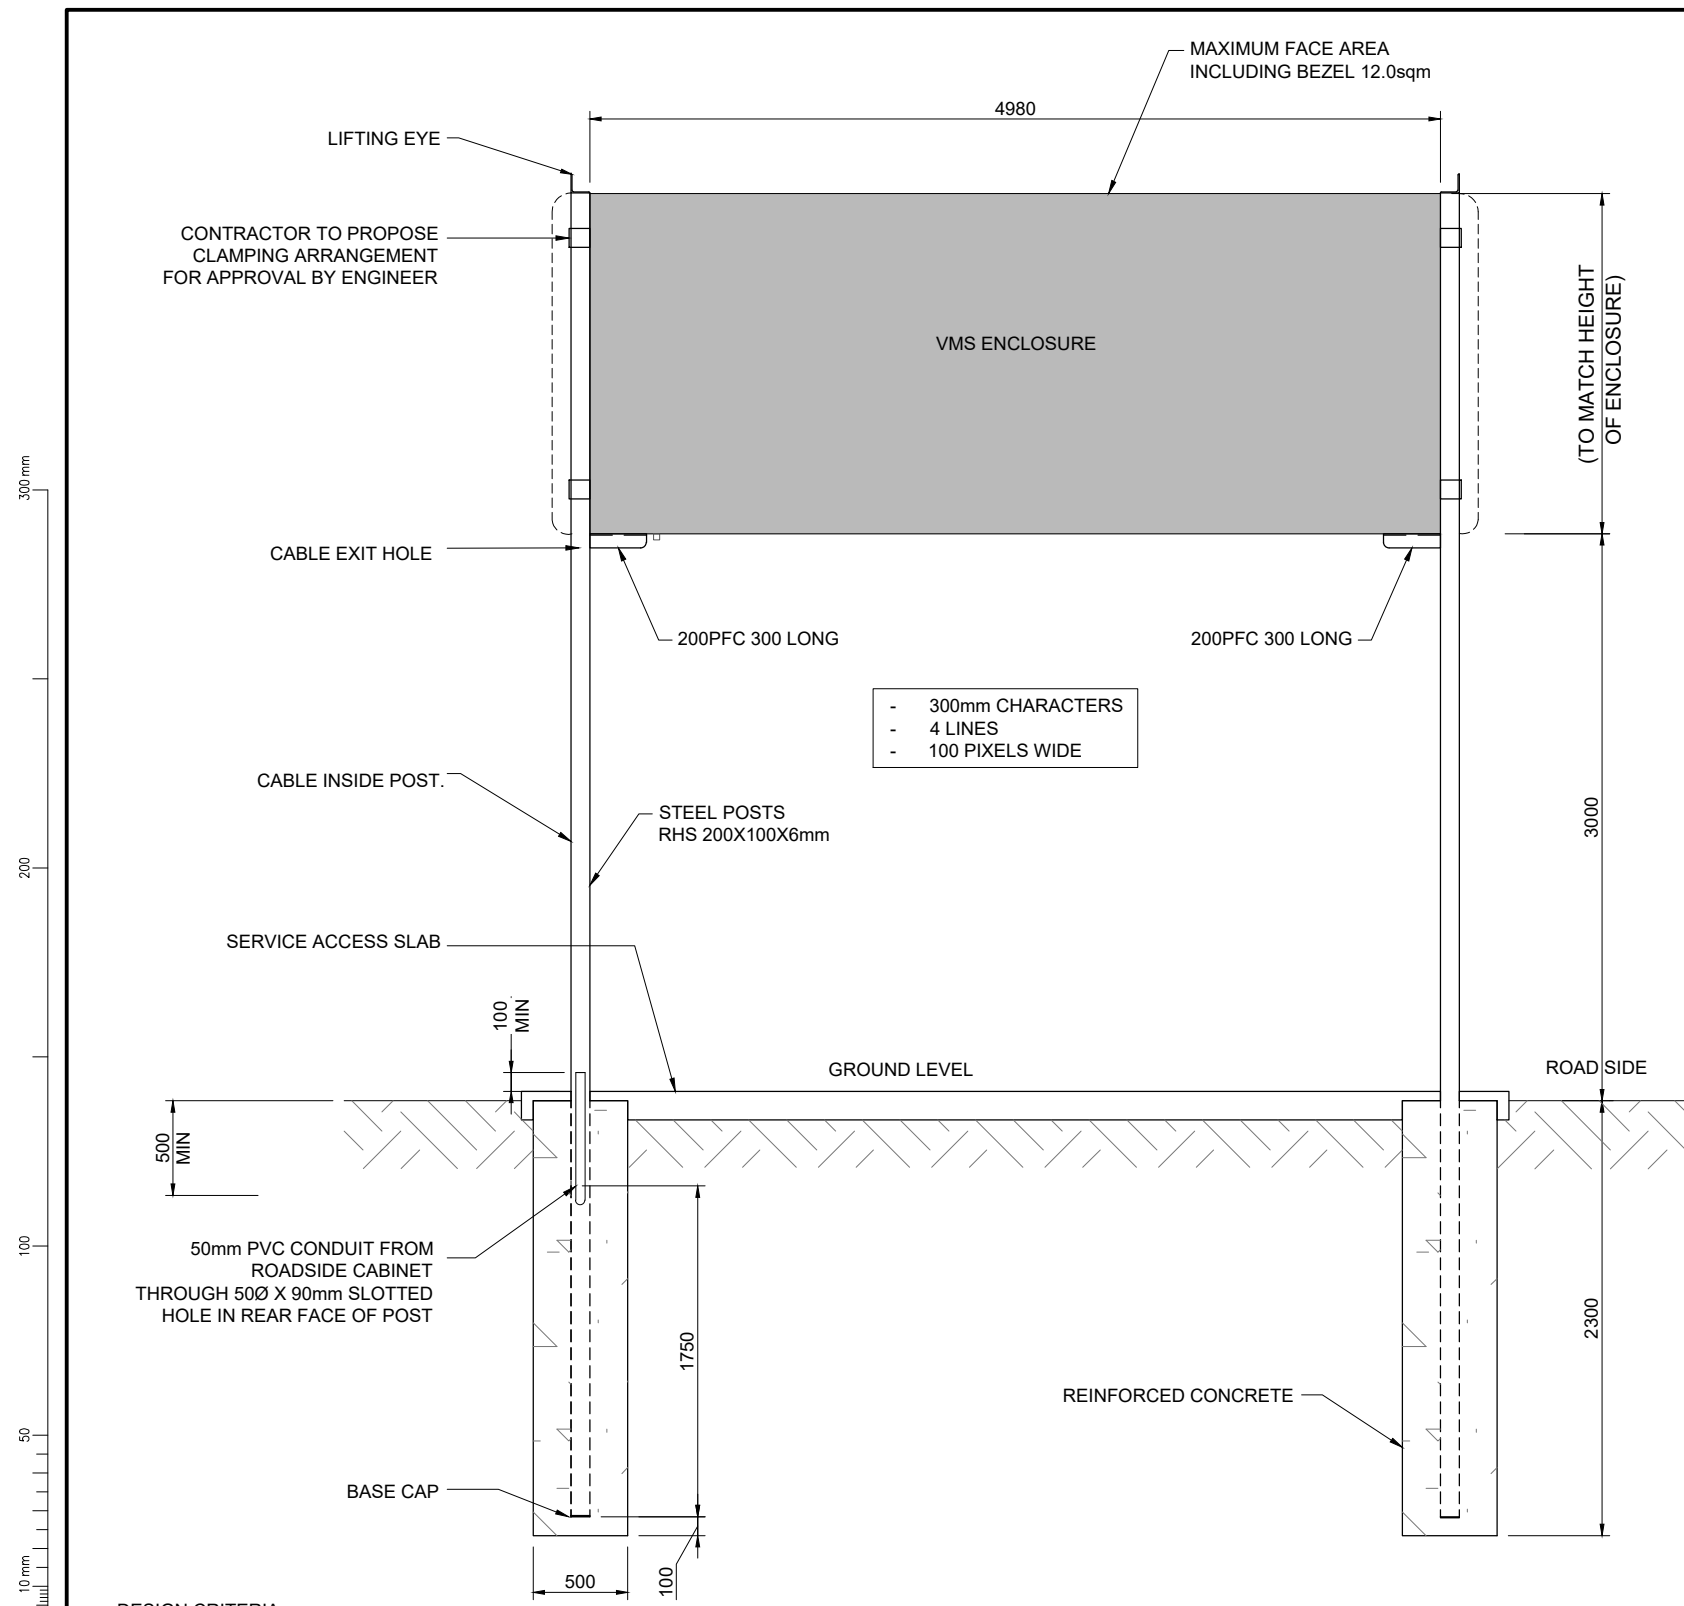 MAXIMUM FACE AREA
INCLUDING BEZEL 12.0sqm
4980
LIFTING EYE
CONTRACTOR TO PROPOSE
CLAMPING ARRANGEMENT
FOR APPROVAL BY ENGINEER
VMS ENCLOSURE
(TO MATCH HEIGHT
OF ENCLOSURE)
300 mm
CABLE EXIT HOLE
200PFC 300 LONG
200PFC 300 LONG
- 300mm CHARACTERS
- 4 LINES
- 100 PIXELS WIDE
CABLE INSIDE POST.
STEEL POSTS
RHS 200X100X6mm
3000
200
SERVICE ACCESS SLAB
100
MIN
GROUND LEVEL
ROAD SIDE
500
MIN
50mm PVC CONDUIT FROM
ROADSIDE CABINET
THROUGH 50Ø X 90mm SLOTTED
HOLE IN REAR FACE OF POST
100
1750
2300
REINFORCED CONCRETE
50
BASE CAP
10 mm
500
100
DESIGN CRITERIA